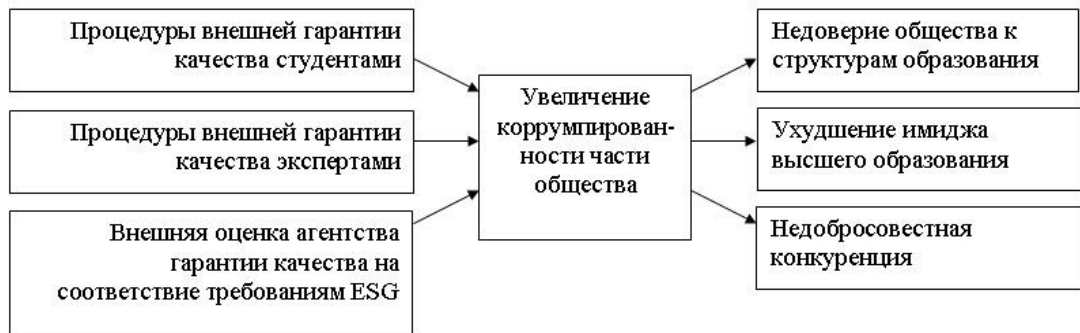 Процедуры внешней гарантии
качества студентами
Процедуры внешней гарантии
качества экспертами
Внешняя оценка агентства
гарантии качества на
соответствие требованиям ESG
Увеличение
коррумпирован-
ности части
общества
Недоверие общества к
структурам образования
Ухудшение имиджа
высшего образования
Недобросовестная
конкуренция